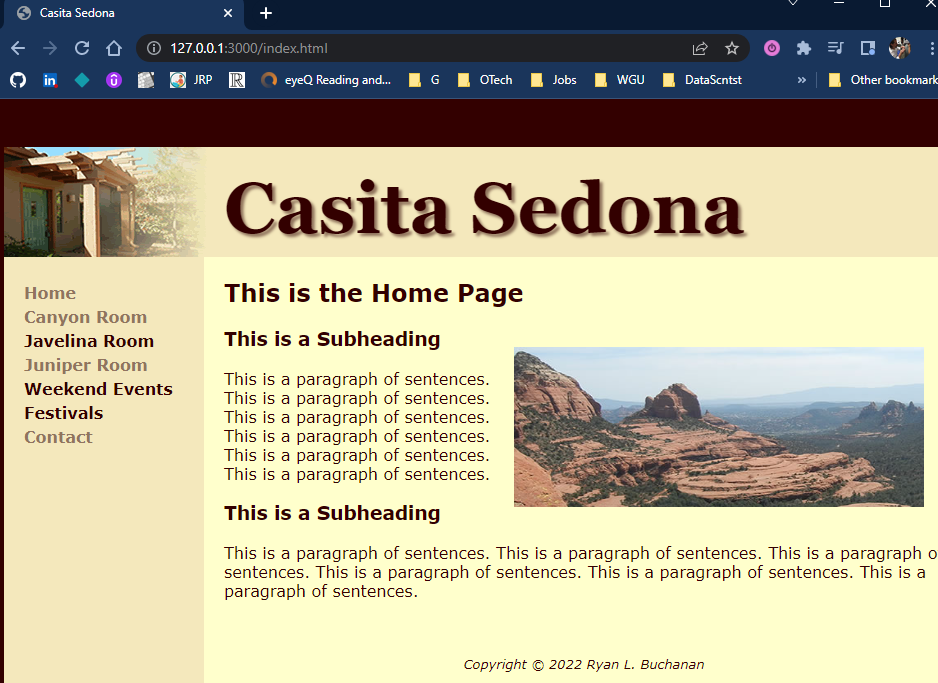 Casita Sedona
127.0.0.1:3000/index.html
JRP
R
eyeQ Reading and...
G
OTech
Jobs
WGU
DataScntst
»
Other bookmark
Casita Sedona
Home
Canyon Room
Javelina Room
Juniper Room
Weekend Events
Festivals
Contact
This is the Home Page
This is a Subheading
This is a paragraph of sentences.
This is a paragraph of sentences.
This is a paragraph of sentences.
This is a paragraph of sentences.
This is a paragraph of sentences.
This is a paragraph of sentences.
This is a Subheading
This is a paragraph of sentences. This is a paragraph of sentences. This is a paragraph o
sentences. This is a paragraph of sentences. This is a paragraph of sentences. This is a
paragraph of sentences.
Copyright © 2022 Ryan L. Buchanan